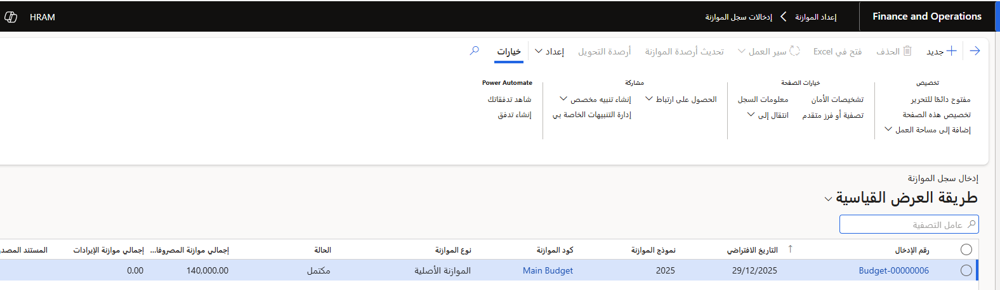 Finance and Operations إعداد الموازنة إدخالات سجل الموازنة HRAM
جديد الحذف فتح في Excel سير العمل تحديث أرصدة الموازنة أرصدة التحويل إعداد خيارات
تخصيص خيارات الصفحة مشاركة Power Automate
مفتوح دائمًا للتحرير تشخيصات الأمان معلومات السجل الحصول على ارتباط إنشاء تنبيه مخصص شاهد تدفقاتك
تخصيص هذه الصفحة تصفية أو فرز متقدم انتقال إلى إدارة التنبيهات الخاصة بي إنشاء تدفق
إضافة إلى مساحة العمل
إدخال سجل الموازنة
طريقة العرض القياسية
عامل التصفية
رقم الإدخال التاريخ الافتراضي نموذج الموازنة كود الموازنة نوع الموازنة الحالة إجمالي موازنة المصروفا... إجمالي موازنة الإيرادات المستند المصدر
Budget-00000006 29/12/2025 2025 Main Budget الموازنة الأصلية مكتمل 140,000.00 0.00